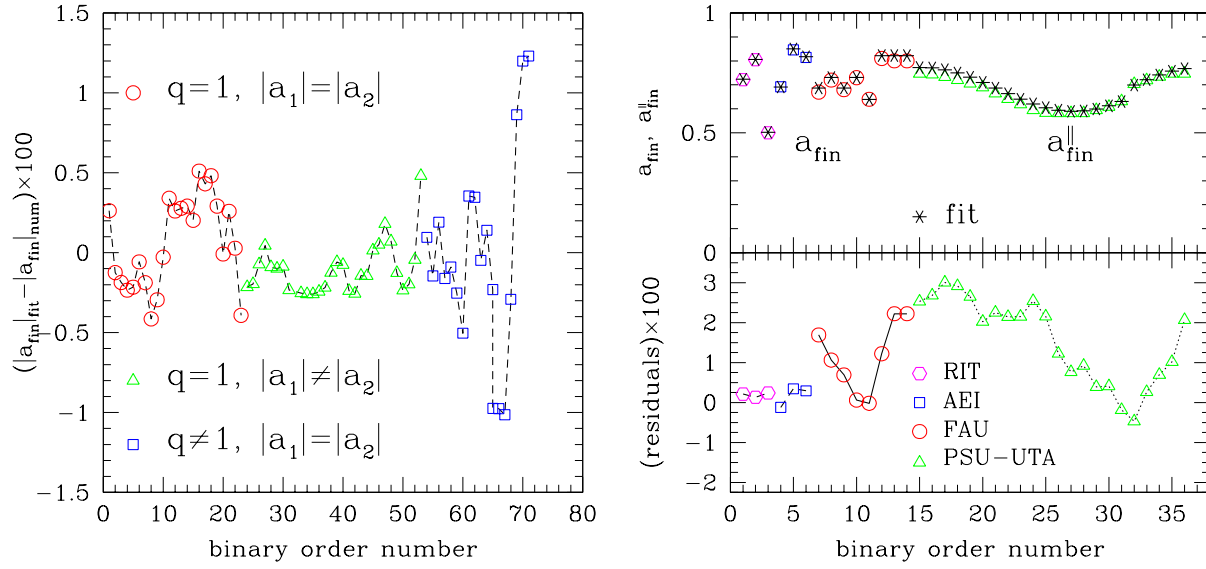 (|a_fin|_fit−|a_fin|_num)×100
1.5
1
0.5
0
−0.5
−1
−1.5
q=1, |a_1|=|a_2|
q=1, |a_1|≠|a_2|
q≠1, |a_1|=|a_2|
0 10 20 30 40 50 60 70 80
binary order number
a_fin, a^||_fin
1
0.5
0
a_fin
a^||_fin
fit
(residuals)×100
3
2
1
0
−1
−2
RIT
AEI
FAU
PSU−UTA
0 5 10 15 20 25 30 35
binary order number